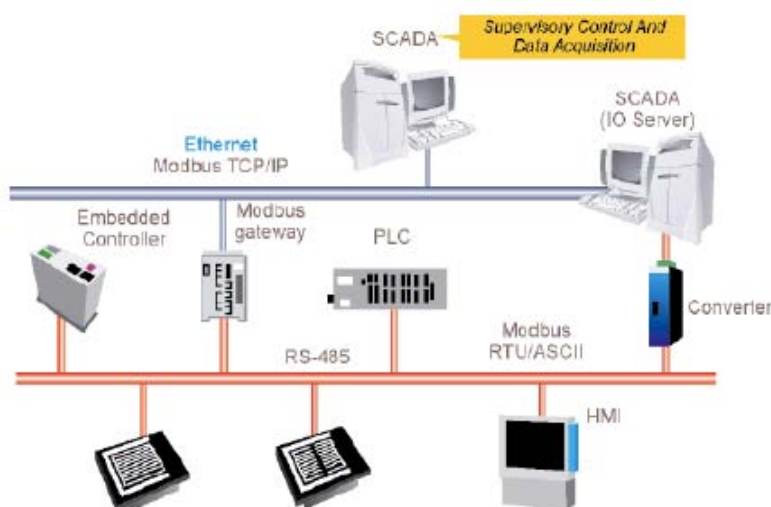 SCADA
Supervisory Control And
Data Acquisition
SCADA
(IO Server)
Ethernet
Modbus TCP/IP
Embedded
Controller
Modbus
gateway
PLC
Converter
RS-485
Modbus
RTU/ASCII
HMI